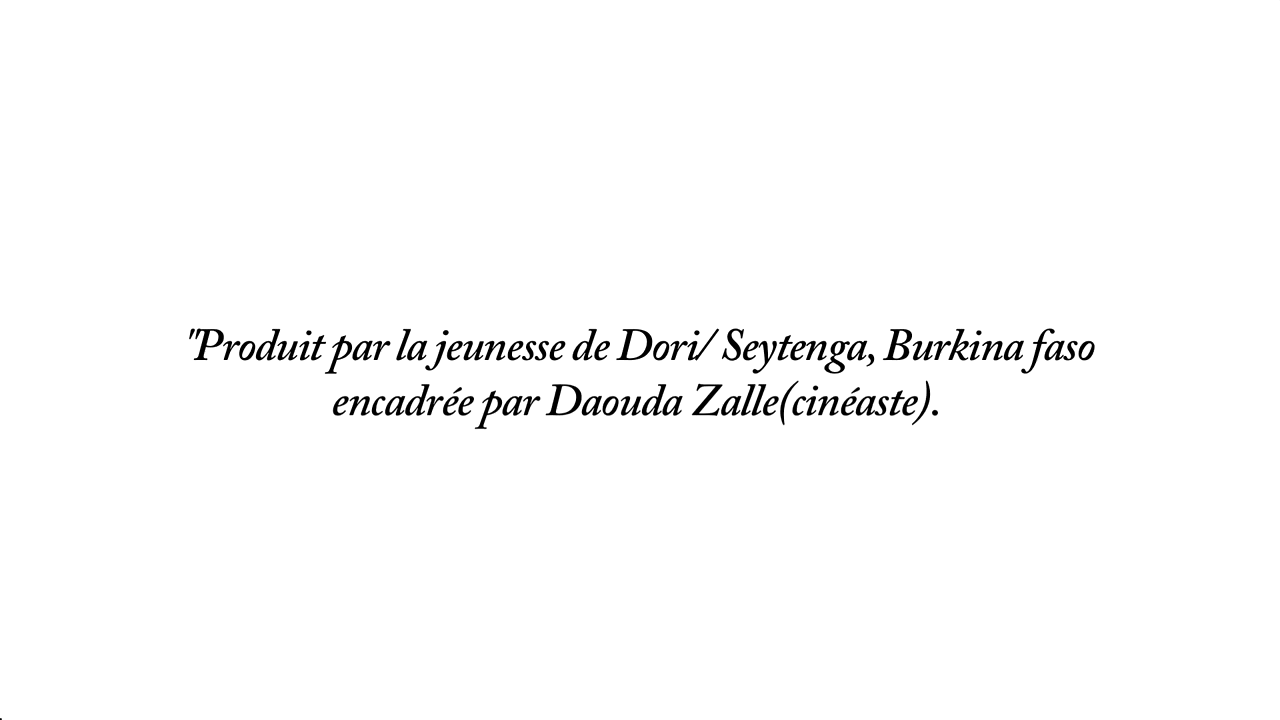 "Produit par la jeunesse de Dori/ Seytenga, Burkina faso
encadrée par Daouda Zalle(cinéaste).